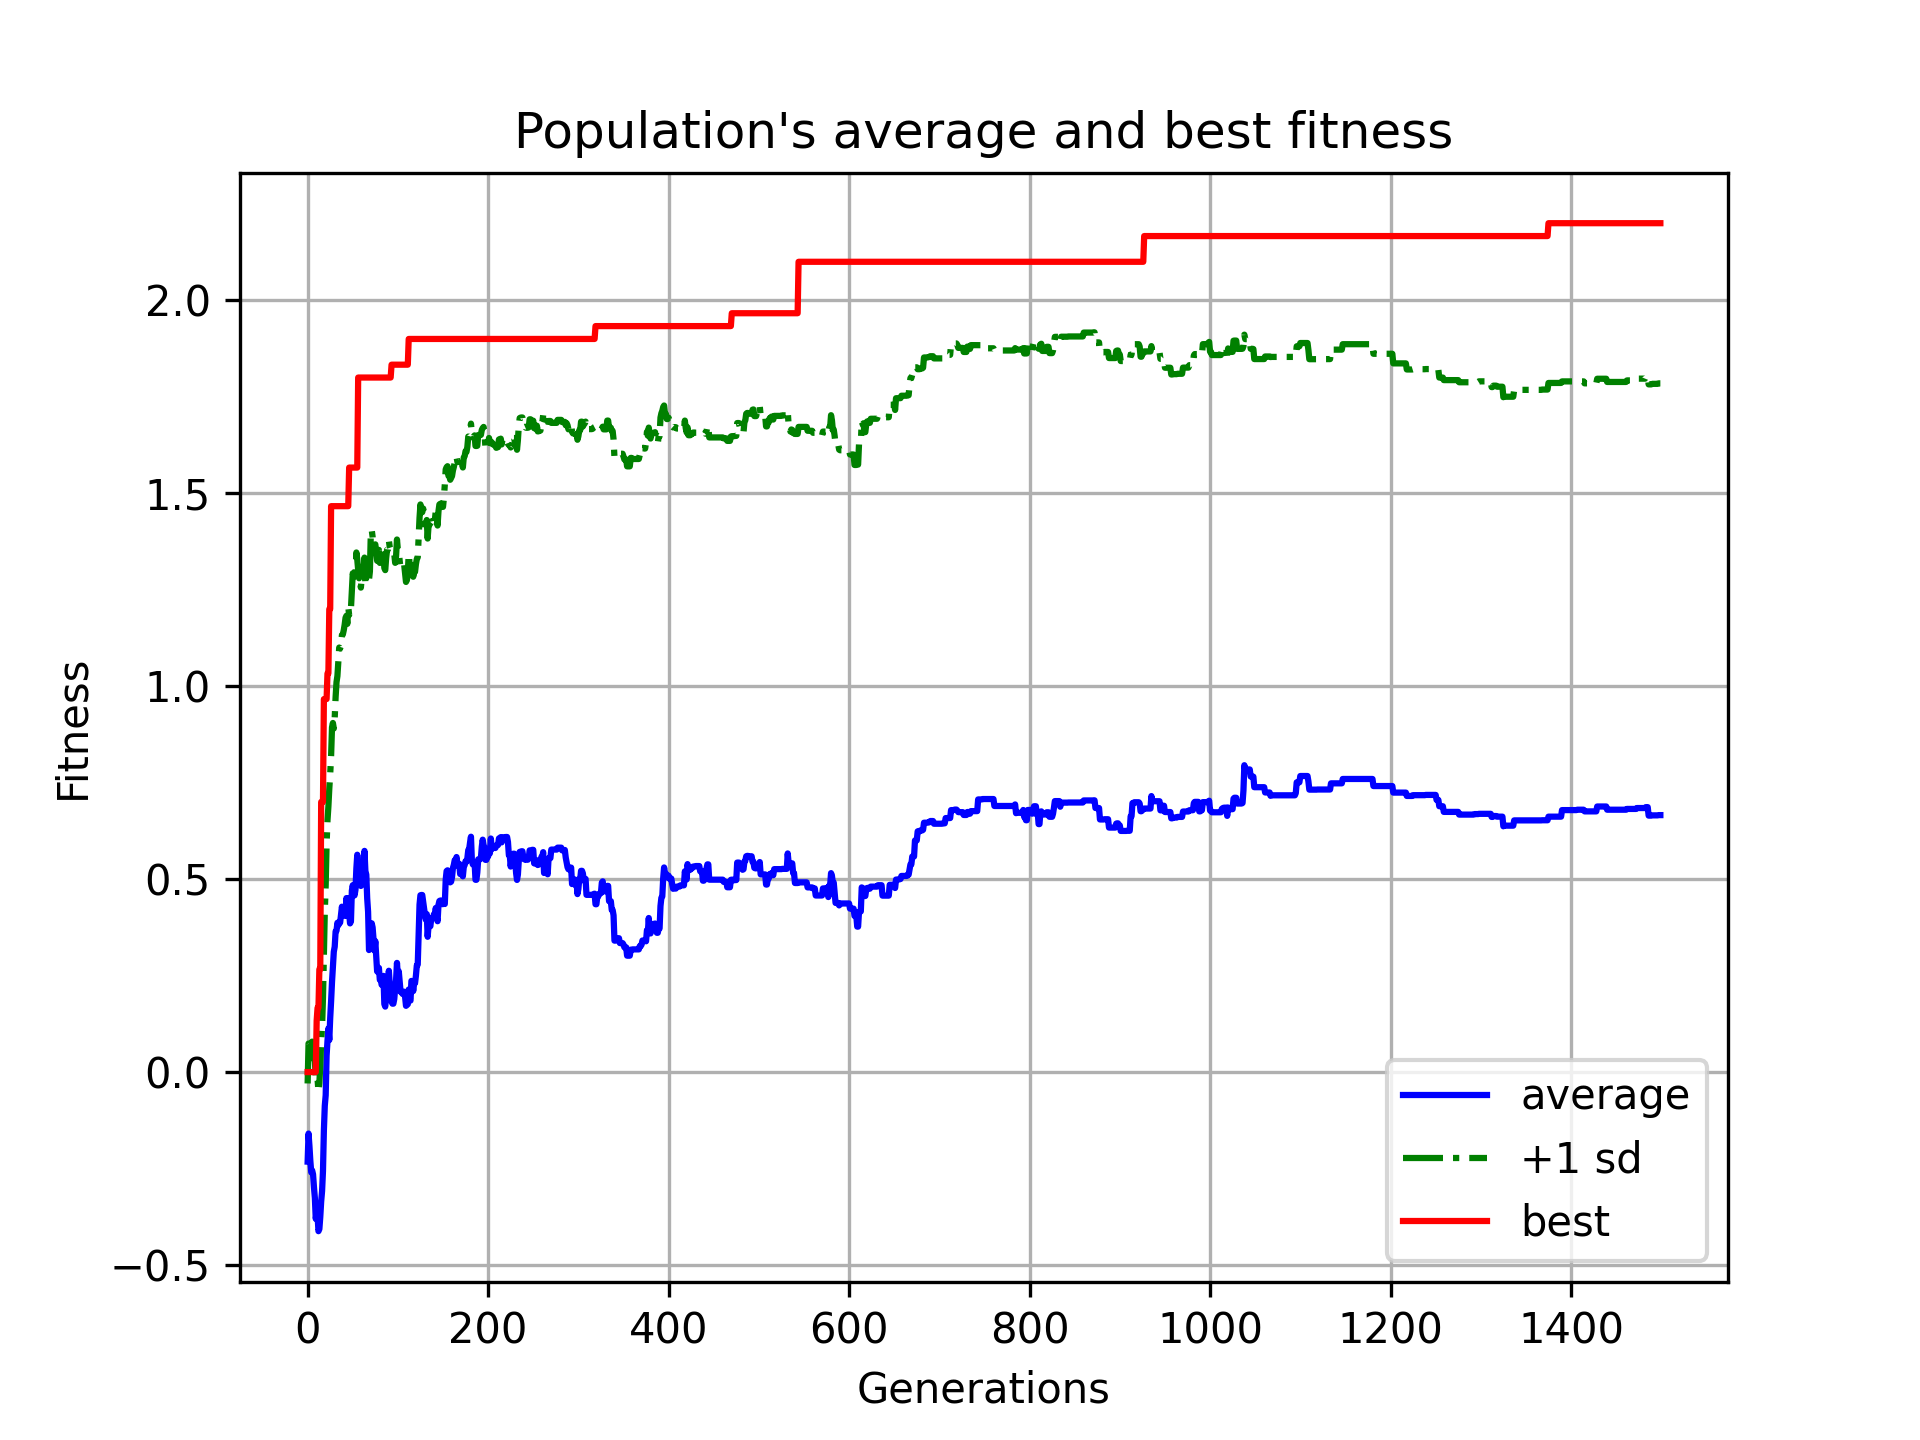 Population's average and best fitness
Fitness
2.0
1.5
1.0
0.5
0.0
−0.5
0 200 400 600 800 1000 1200 1400
Generations
average
+1 sd
best